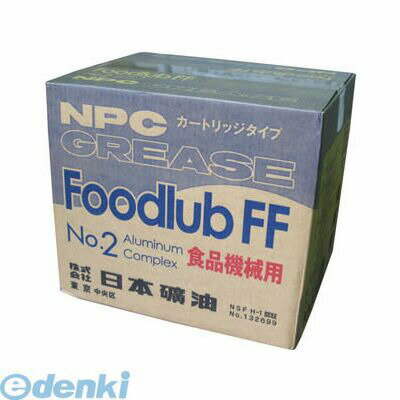 NPC カートリッジタイプ
GREASE
Foodlub FF
No.2 Aluminum Complex 食品機械用
株式会社 日本礦油
東京 中央区
NSF H-1 認証
No.132699
edenki